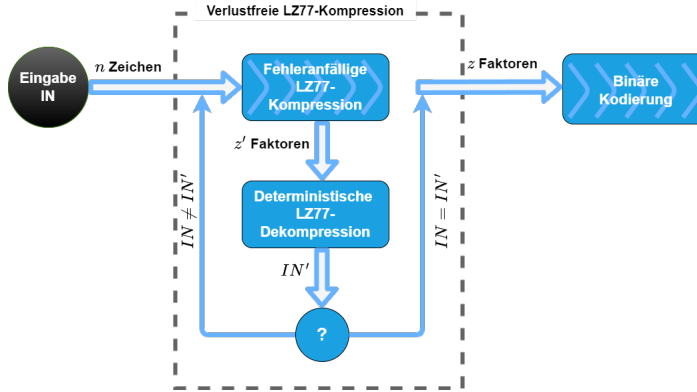 Verlustfreie LZ77-Kompression
Eingabe
IN
n Zeichen
Fehleranfällige
LZ77-
Kompression
z Faktoren
Binäre
Kodierung
z′ Faktoren
IN ≠ IN′
Deterministische
LZ77-
Dekompression
IN = IN′
IN′
?